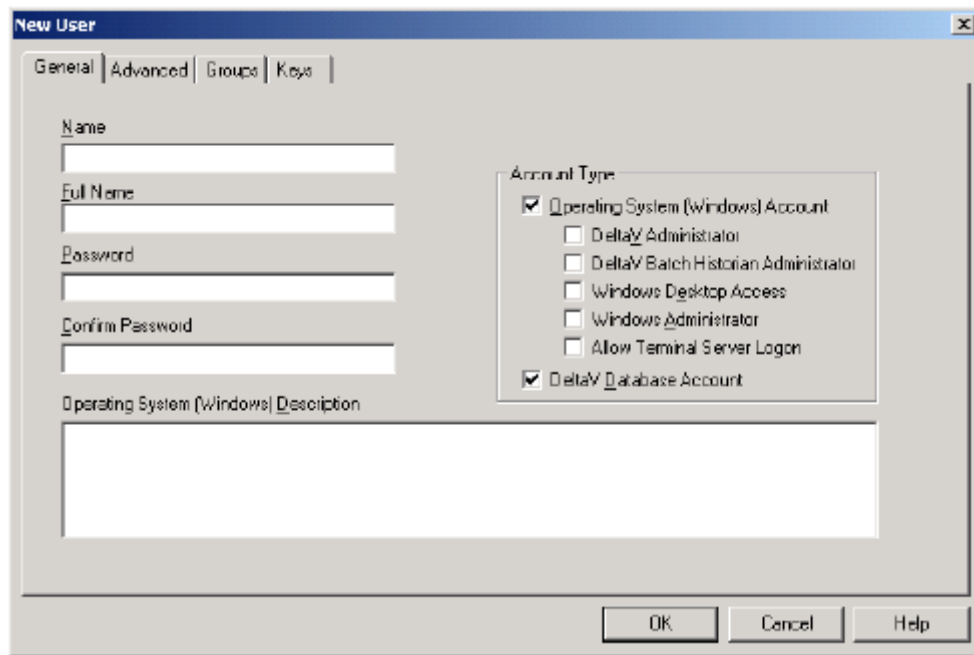 New User
General Advanced Groups Keys
Name
Full Name
Password
Confirm Password
Account Type
Operating System (Windows) Account
DeltaV Administrator
DeltaV Batch Historian Administrator
Windows Desktop Access
Windows Administrator
Allow Terminal Server Logon
DeltaV Database Account
Operating System (Windows) Description
OK Cancel Help